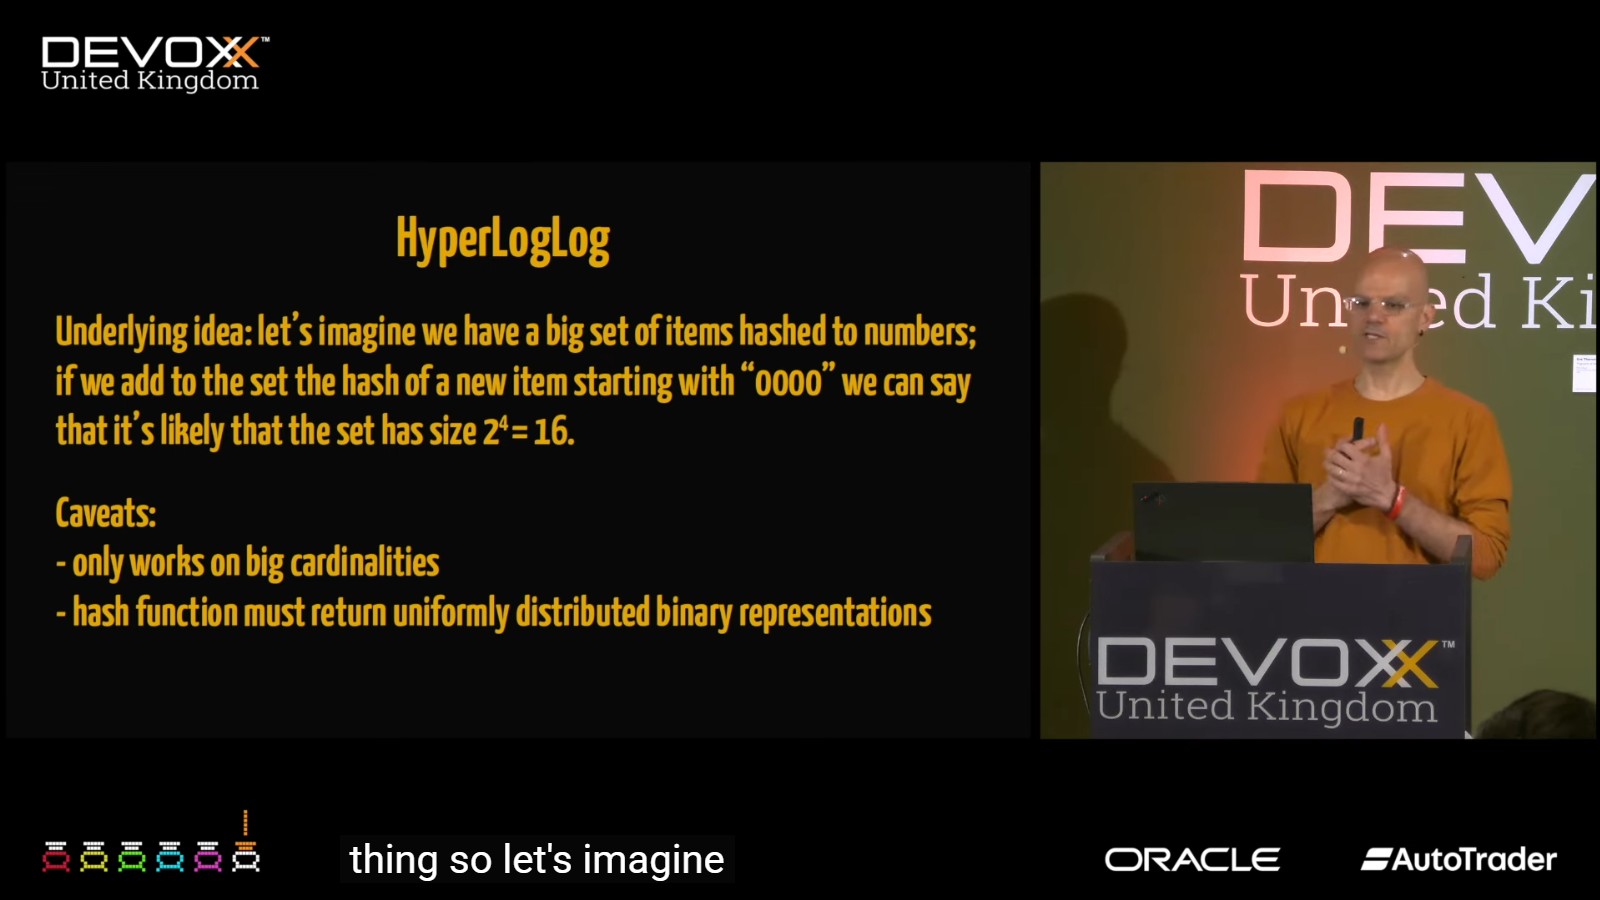 DEVOXX™
United Kingdom
HyperLogLog
Underlying idea: let's imagine we have a big set of items hashed to numbers;
if we add to the set the hash of a new item starting with “0000” we can say
that it's likely that the set has size 2⁴ = 16.
Caveats:
- only works on big cardinalities
- hash function must return uniformly distributed binary representations
DEV
Un ed Ki
DEVOXX™
United Kingdom
thing so let's imagine
ORACLE
AutoTrader